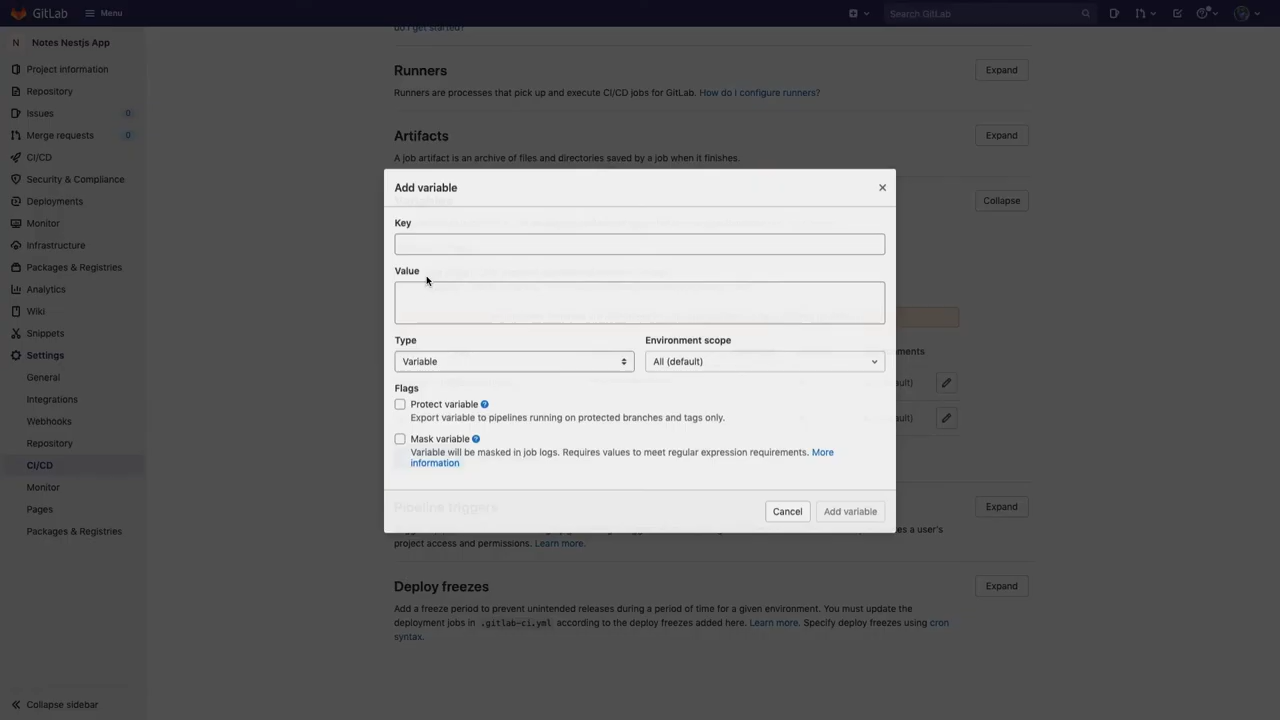 GitLab
Menu
Search GitLab
N
Notes Nestjs App
Project information
Repository
Issues
0
Merge requests
0
CI/CD
Security & Compliance
Deployments
Monitor
Infrastructure
Packages & Registries
Analytics
Wiki
Snippets
Settings
General
Integrations
Webhooks
Repository
CI/CD
Monitor
Pages
Packages & Registries
Collapse sidebar
do I get started?
Runners
Expand
Runners are processes that pick up and execute CI/CD jobs for GitLab. How do I configure runners?
Artifacts
Expand
A job artifact is an archive of files and directories saved by a job when it finishes.
Collapse
Add variable
Key
Value
Type
Environment scope
Variable
All (default)
Flags
Protect variable
Export variable to pipelines running on protected branches and tags only.
Mask variable
Variable will be masked in job logs. Requires values to meet regular expression requirements. More
information
Cancel
Add variable
Pipeline triggers
Expand
project access and permissions. Learn more.
Deploy freezes
Expand
Add a freeze period to prevent unintended releases during a period of time for a given environment. You must update the
deployment jobs in .gitlab-ci.yml according to the deploy freezes added here. Learn more. Specify deploy freezes using cron
syntax.